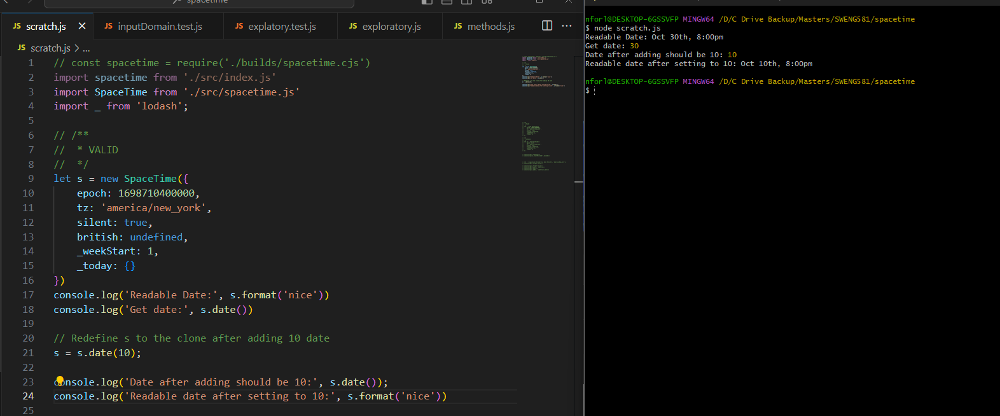 spacetime
JS scratch.js ✕ JS inputDomain.test.js JS explatory.test.js JS exploratory.js JS methods.js ...
JS scratch.js > ...
1 // const spacetime = require('./builds/spacetime.cjs')
2 import spacetime from './src/index.js'
3 import SpaceTime from './src/spacetime.js'
4 import _ from 'lodash';
5
6 // /**
7 //  * VALID
8 //  */
9 let s = new SpaceTime({
10     epoch: 1698710400000,
11     tz: 'america/new_york',
12     silent: true,
13     british: undefined,
14     _weekStart: 1,
15     _today: {}
16 })
17 console.log('Readable Date:', s.format('nice'))
18 console.log('Get date:', s.date())
19
20 // Redefine s to the clone after adding 10 date
21 s = s.date(10);
22
23 console.log('Date after adding should be 10:', s.date());
24 console.log('Readable date after setting to 10:', s.format('nice'))
25
nforl@DESKTOP-6GSSVFP MINGW64 /D/C Drive Backup/Masters/SWENG581/spacetime
$ node scratch.js
Readable Date: Oct 30th, 8:00pm
Get date: 30
Date after adding should be 10: 10
Readable date after setting to 10: Oct 10th, 8:00pm
nforl@DESKTOP-6GSSVFP MINGW64 /D/C Drive Backup/Masters/SWENG581/spacetime
$